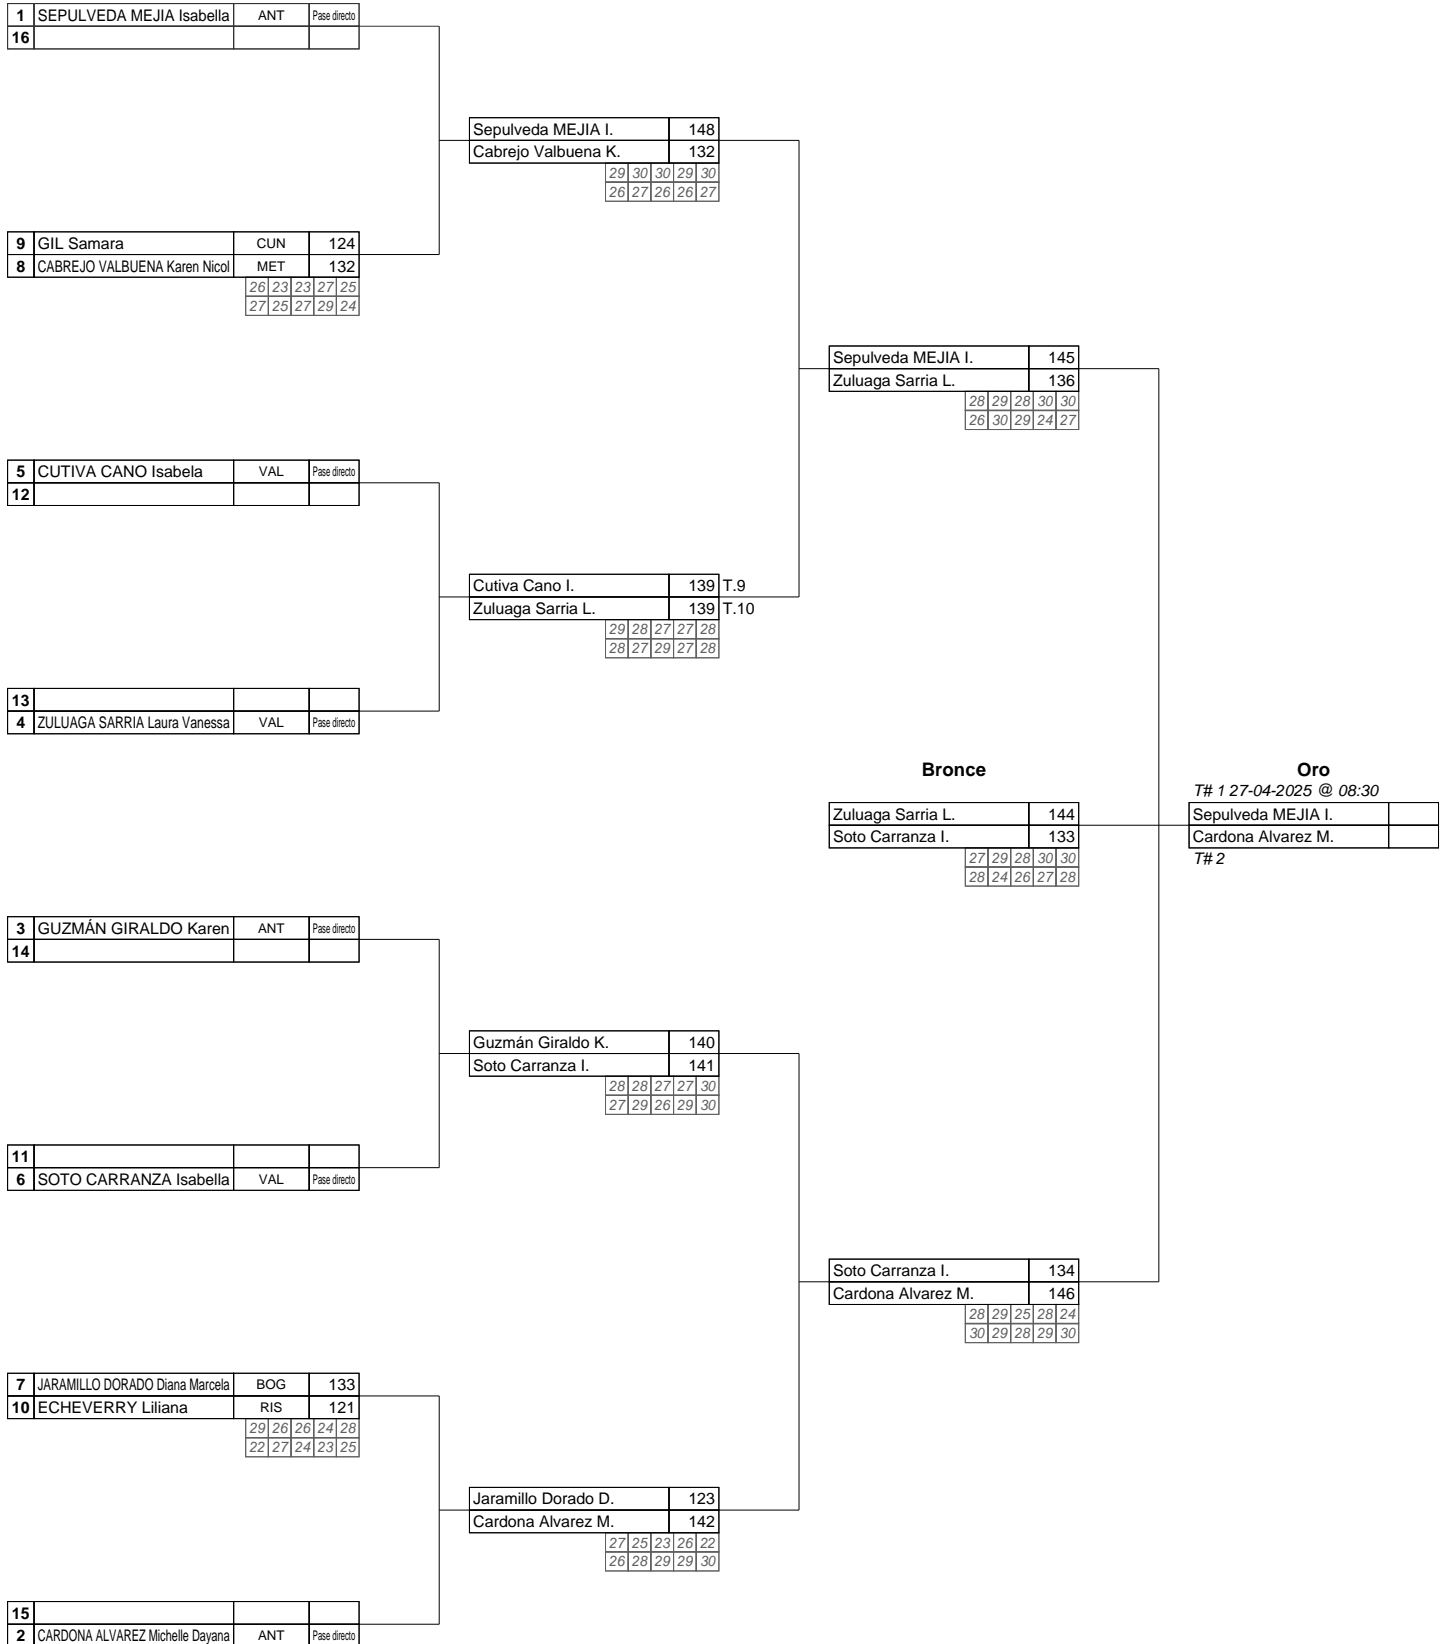 1 SEPULVEDA MEJIA Isabella ANT Pase directo
16
Sepulveda MEJIA I. 148
Cabrejo Valbuena K. 132
29 30 30 29 30
26 27 26 26 27
9 GIL Samara CUN 124
8 CABREJO VALBUENA Karen Nicol MET 132
26 23 23 27 25
27 25 27 29 24
Sepulveda MEJIA I. 145
Zuluaga Sarria L. 136
28 29 28 30 30
26 30 29 24 27
5 CUTIVA CANO Isabela VAL Pase directo
12
Cutiva Cano I. 139 T.9
Zuluaga Sarria L. 139 T.10
29 28 27 27 28
28 27 29 27 28
13
4 ZULUAGA SARRIA Laura Vanessa VAL Pase directo
Bronce Oro
T# 1 27-04-2025 @ 08:30
Zuluaga Sarria L. 144 Sepulveda MEJIA I.
Soto Carranza I. 133 Cardona Alvarez M.
27 29 28 30 30 T# 2
28 24 26 27 28
3 GUZMÁN GIRALDO Karen ANT Pase directo
14
Guzmán Giraldo K. 140
Soto Carranza I. 141
28 28 27 27 30
27 29 26 29 30
11
6 SOTO CARRANZA Isabella VAL Pase directo
Soto Carranza I. 134
Cardona Alvarez M. 146
28 29 25 28 24
30 29 28 29 30
7 JARAMILLO DORADO Diana Marcela BOG 133
10 ECHEVERRY Liliana RIS 121
29 26 26 24 28
22 27 24 23 25
Jaramillo Dorado D. 123
Cardona Alvarez M. 142
27 25 23 26 22
26 28 29 29 30
15
2 CARDONA ALVAREZ Michelle Dayana ANT Pase directo